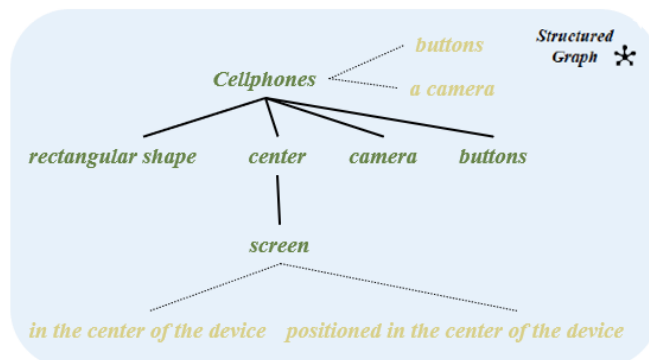 buttons
Structured
Graph
Cellphones
a camera
rectangular shape center camera buttons
screen
in the center of the device positioned in the center of the device